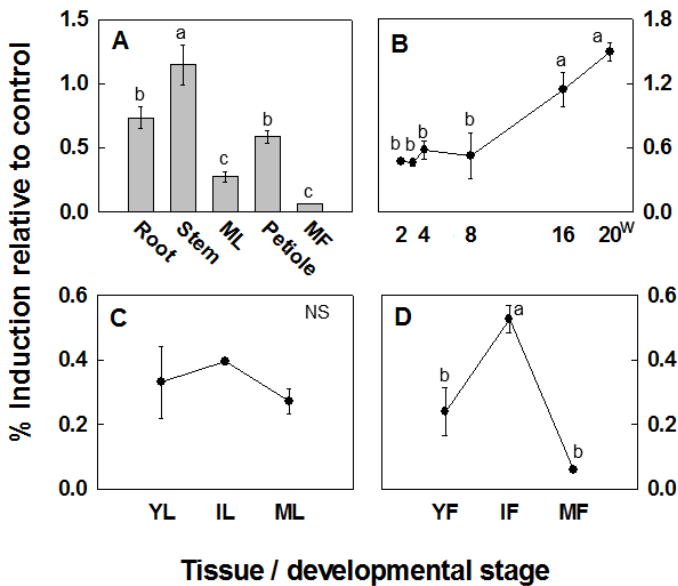 % Induction relative to control
A
1.5
1.0
0.5
0.0
b
a
c
b
c
Root
Stem
ML
Petiole
MF
B
1.8
1.2
0.6
0.0
b
b
b
b
a
a
2
4
8
16
20W
C
NS
0.6
0.4
0.2
0.0
YL
IL
ML
D
b
a
b
0.6
0.4
0.2
0.0
YF
IF
MF
Tissue / developmental stage